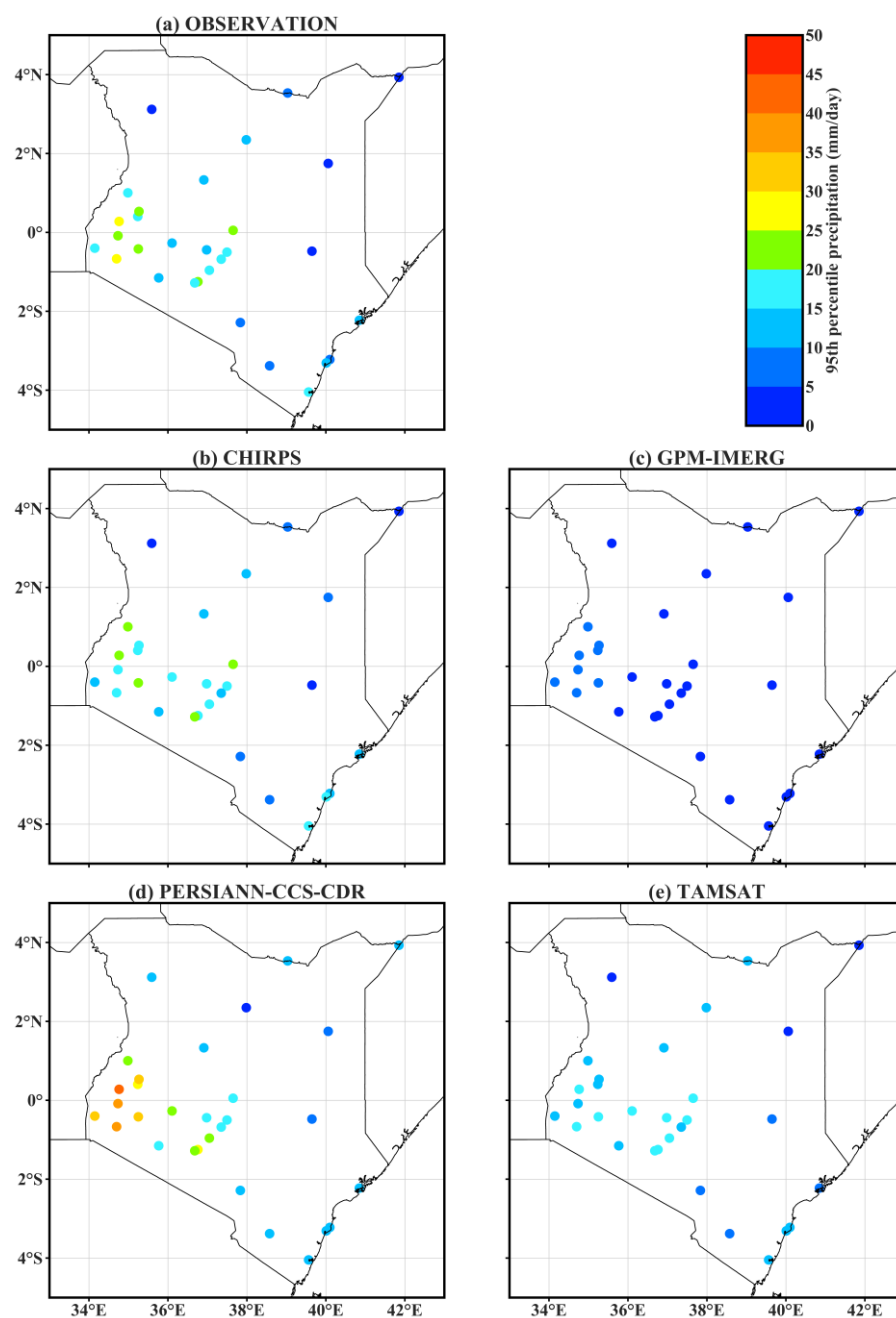 (a) OBSERVATION
4°N
2°N
0°
2°S
4°S
50
45
40
35
30
25
20
15
10
5
0
95th percentile precipitation (mm/day)
(b) CHIRPS
(c) GPM-IMERG
4°N
2°N
0°
2°S
4°S
(d) PERSIANN-CCS-CDR
(e) TAMSAT
4°N
2°N
0°
2°S
4°S
34°E 36°E 38°E 40°E 42°E
34°E 36°E 38°E 40°E 42°E